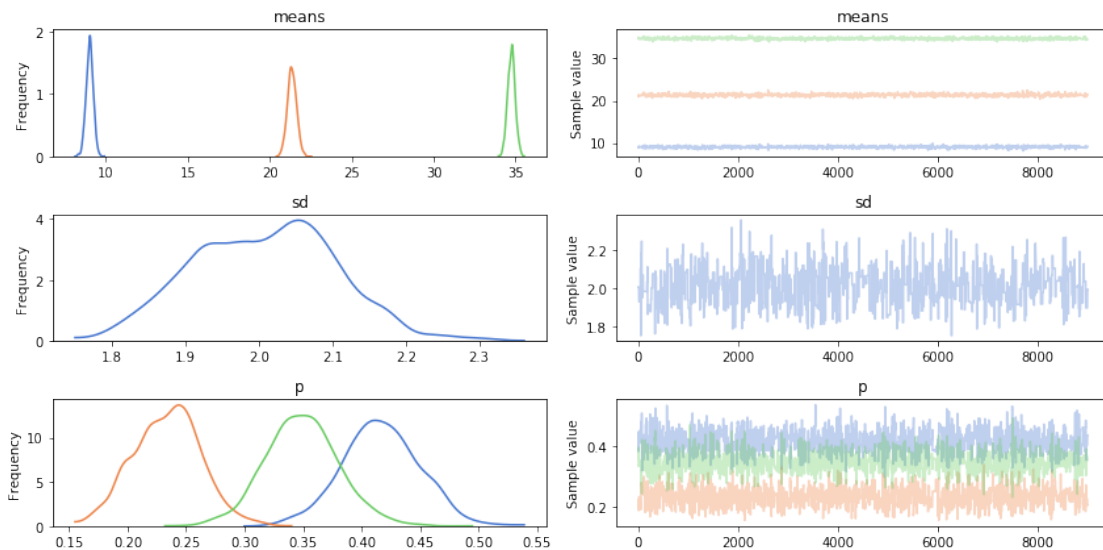 means
Frequency
2
1
0
10 15 20 25 30 35
means
Sample value
30
20
10
0 2000 4000 6000 8000
sd
Frequency
4
2
0
1.8 1.9 2.0 2.1 2.2 2.3
sd
Sample value
2.2
2.0
1.8
0 2000 4000 6000 8000
p
Frequency
10
5
0
0.15 0.20 0.25 0.30 0.35 0.40 0.45 0.50 0.55
p
Sample value
0.4
0.2
0 2000 4000 6000 8000